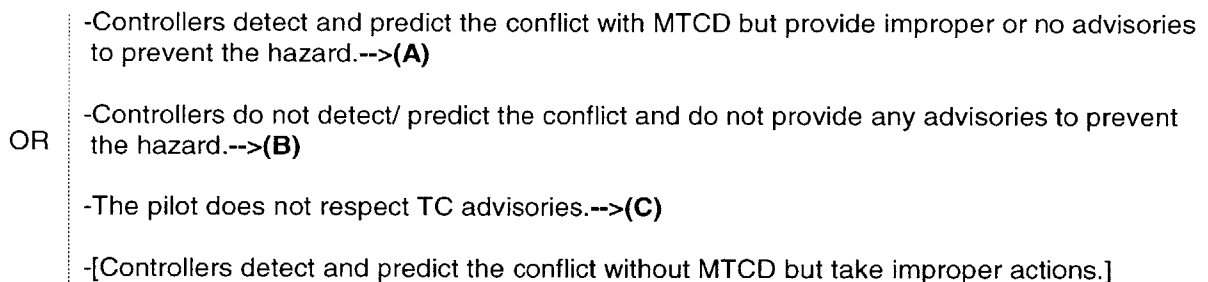 -Controllers detect and predict the conflict with MTCD but provide improper or no advisories
to prevent the hazard.-->(A)
-Controllers do not detect/ predict the conflict and do not provide any advisories to prevent
OR
the hazard.-->(B)
-The pilot does not respect TC advisories.-->(C)
-[Controllers detect and predict the conflict without MTCD but take improper actions.]